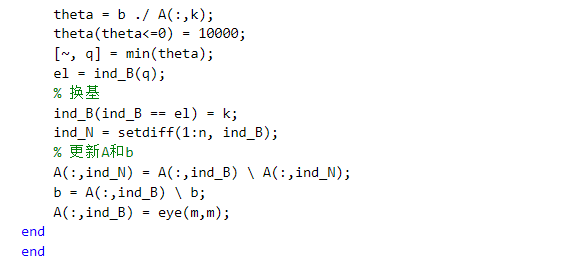 theta = b ./ A(:,k);
theta(theta<=0) = 10000;
[~, q] = min(theta);
el = ind_B(q);
% 换基
ind_B(ind_B == el) = k;
ind_N = setdiff(1:n, ind_B);
% 更新A和b
A(:,ind_N) = A(:,ind_B) \ A(:,ind_N);
b = A(:,ind_B) \ b;
A(:,ind_B) = eye(m,m);
end
end